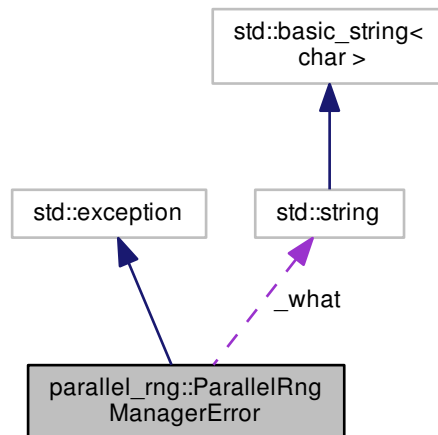 std::basic_string<
char >
std::exception
std::string
_what
parallel_rng::ParallelRng
ManagerError